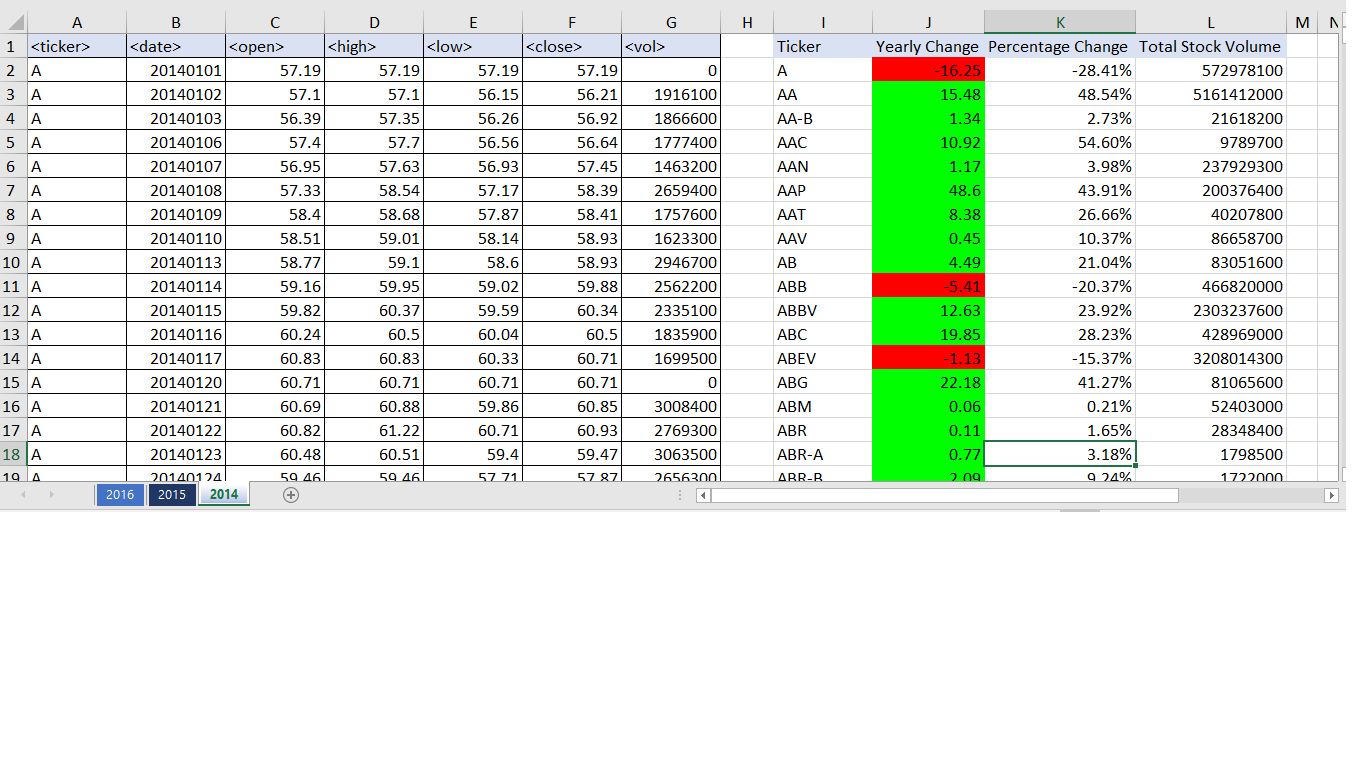 A B C D E F G H I J K L M N
1 <ticker> <date> <open> <high> <low> <close> <vol> Ticker Yearly Change Percentage Change Total Stock Volume
2 A 20140101 57.19 57.19 57.19 57.19 0 A -16.25 -28.41% 572978100
3 A 20140102 57.1 57.1 56.15 56.21 1916100 AA 15.48 48.54% 5161412000
4 A 20140103 56.39 57.35 56.26 56.92 1866600 AA-B 1.34 2.73% 21618200
5 A 20140106 57.4 57.7 56.56 56.64 1777400 AAC 10.92 54.60% 9789700
6 A 20140107 56.95 57.63 56.93 57.45 1463200 AAN 1.17 3.98% 237929300
7 A 20140108 57.33 58.54 57.17 58.39 2659400 AAP 48.6 43.91% 200376400
8 A 20140109 58.4 58.68 57.87 58.41 1757600 AAT 8.38 26.66% 40207800
9 A 20140110 58.51 59.01 58.14 58.93 1623300 AAV 0.45 10.37% 86658700
10 A 20140113 58.77 59.1 58.6 58.93 2946700 AB 4.49 21.04% 83051600
11 A 20140114 59.16 59.95 59.02 59.88 2562200 ABB -5.41 -20.37% 466820000
12 A 20140115 59.82 60.37 59.59 60.34 2335100 ABBV 12.63 23.92% 2303237600
13 A 20140116 60.24 60.5 60.04 60.5 1835900 ABC 19.85 28.23% 428969000
14 A 20140117 60.83 60.83 60.33 60.71 1699500 ABEV -1.13 -15.37% 3208014300
15 A 20140120 60.71 60.71 60.71 60.71 0 ABG 22.18 41.27% 81065600
16 A 20140121 60.69 60.88 59.86 60.85 3008400 ABM 0.06 0.21% 52403000
17 A 20140122 60.82 61.22 60.71 60.93 2769300 ABR 0.11 1.65% 28348400
18 A 20140123 60.48 60.51 59.4 59.47 3063500 ABR-A 0.77 3.18% 1798500
19 A 20140124 59.46 59.46 57.71 57.87 2656300 ABR-B 2.09 9.24% 1722000
2016 2015 2014